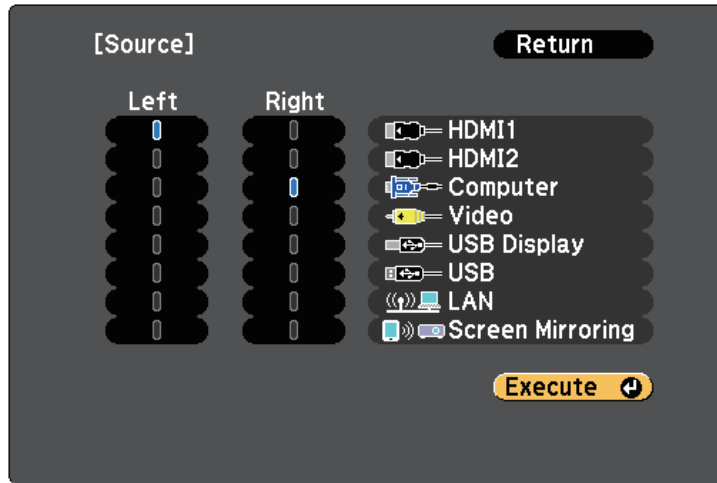 [Source]
Return
Left Right
HDMI1
HDMI2
Computer
Video
USB Display
USB
LAN
Screen Mirroring
Execute